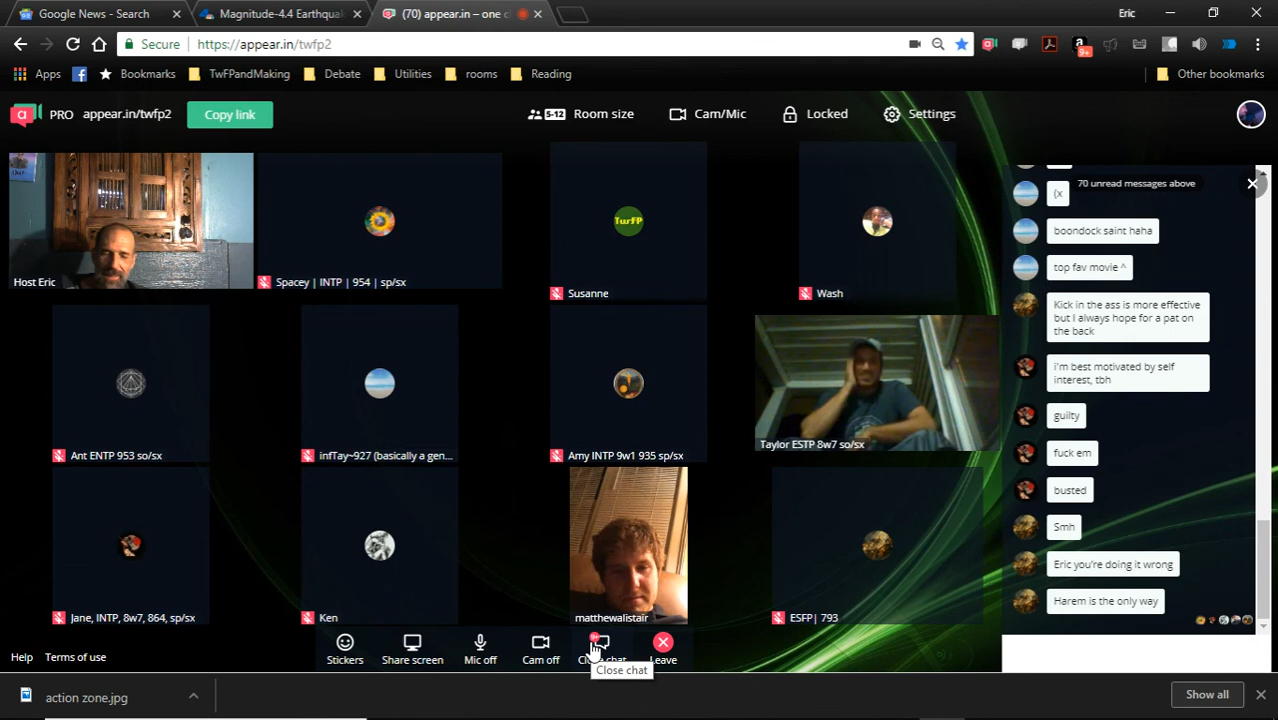 Google News - Search
Magnitude-4.4 Earthquak
(70) appear.in – one c
Eric
Secure
https://appear.in/twfp2
9+
Apps
Bookmarks
TwFPandMaking
Debate
Utilities
rooms
Reading
Other bookmarks
PRO
appear.in/twfp2
Copy link
5-12 Room size
Cam/Mic
Locked
Settings
70 unread messages above
(x
boondock saint haha
top fav movie ^
Kick in the ass is more effective
but I always hope for a pat on
the back
i'm best motivated by self
interest, tbh
guilty
fuck em
busted
Smh
Eric you're doing it wrong
Harem is the only way
Host Eric
Spacey | INTP | 954 | sp/sx
TurFP
Susanne
Wash
Ant ENTP 953 so/sx
infTay~927 (basically a gen...
Amy INTP 9w1 935 sp/sx
Taylor ESTP 8w7 so/sx
Jane, INTP, 8w7, 864, sp/sx
Ken
matthewalistair
ESFP| 793
Stickers
Share screen
Mic off
Cam off
Close chat
Leave
Close chat
Help
Terms of use
action zone.jpg
Show all